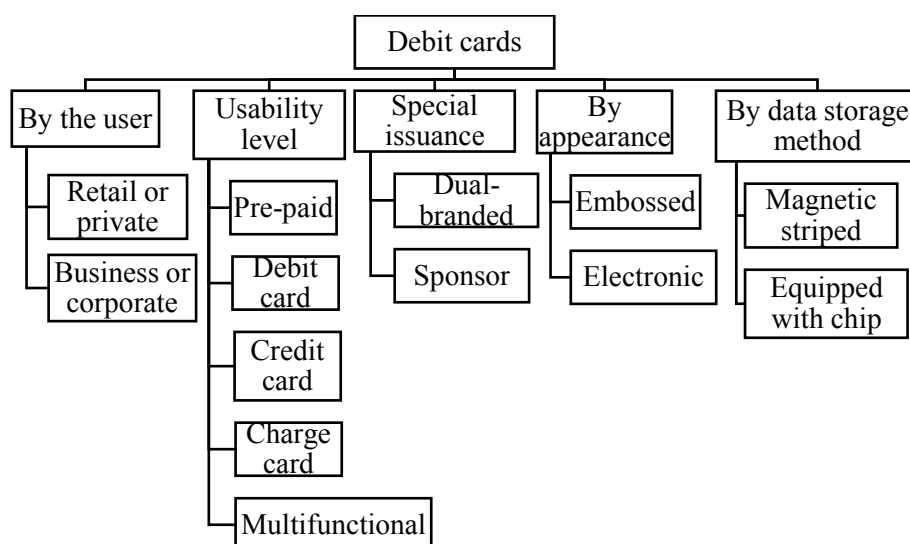 Debit cards
By the user
Retail or
private
Business or
corporate
Usability
level
Pre-paid
Debit
card
Credit
card
Charge
card
Multifunctional
Special
issuance
Dual-
branded
Sponsor
By
appearance
Embossed
Electronic
By data storage
method
Magnetic
striped
Equipped
with chip